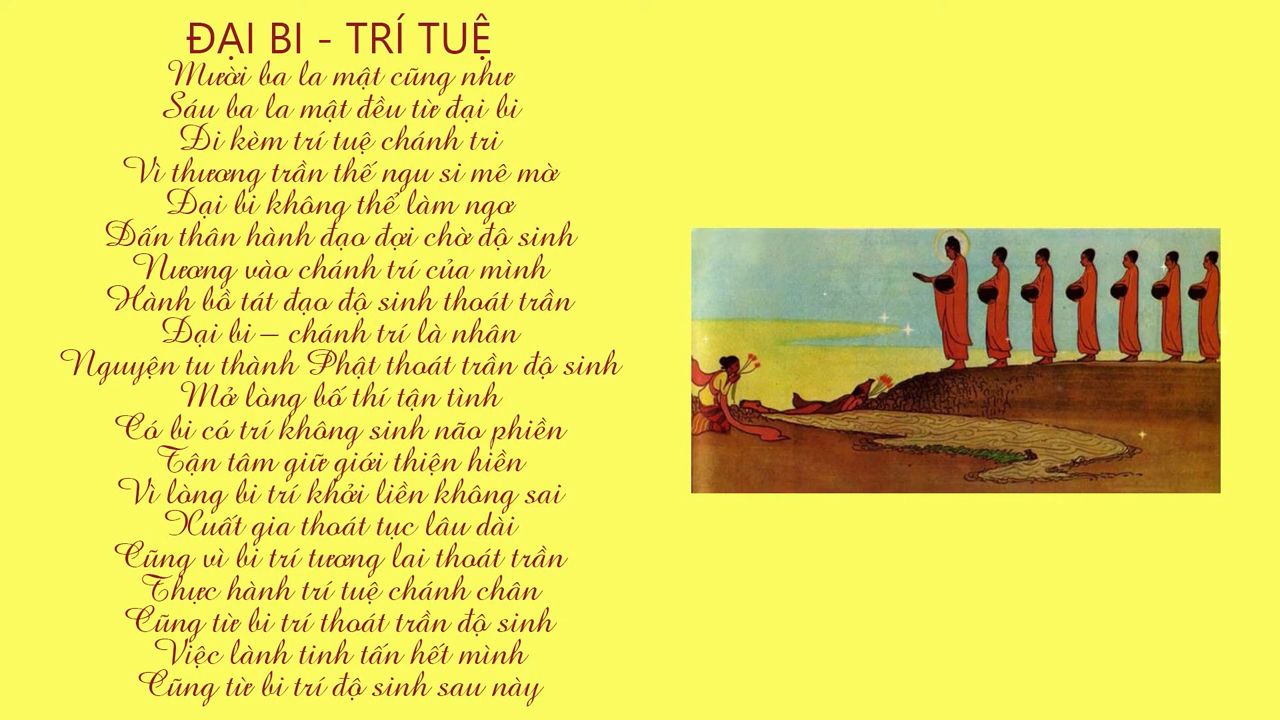 ĐẠI BI - TRÍ TUỆ
Mười ba la mật cũng như
Sáu ba la mật đều từ đại bi
Đi kèm trí tuệ chánh tri
Vì thương trần thế ngu si mê mờ
Đại bi không thể làm ngơ
Dấn thân hành đạo đợi chờ độ sinh
Nương vào chánh trí của mình
Hành bồ tát đạo độ sinh thoát trần
Đại bi – chánh trí là nhân
Nguyện tu thành Phật thoát trần độ sinh
Mở lòng bố thí tận tình
Có bi có trí không sinh não phiền
Tận tâm giữ giới thiện hiền
Vì lòng bi trí khởi liền không sai
Xuất gia thoát tục lâu dài
Cũng vì bi trí tương lai thoát trần
Thực hành trí tuệ chánh chân
Cũng từ bi trí thoát trần độ sinh
Việc lành tinh tấn hết mình
Cũng từ bi trí độ sinh sau này